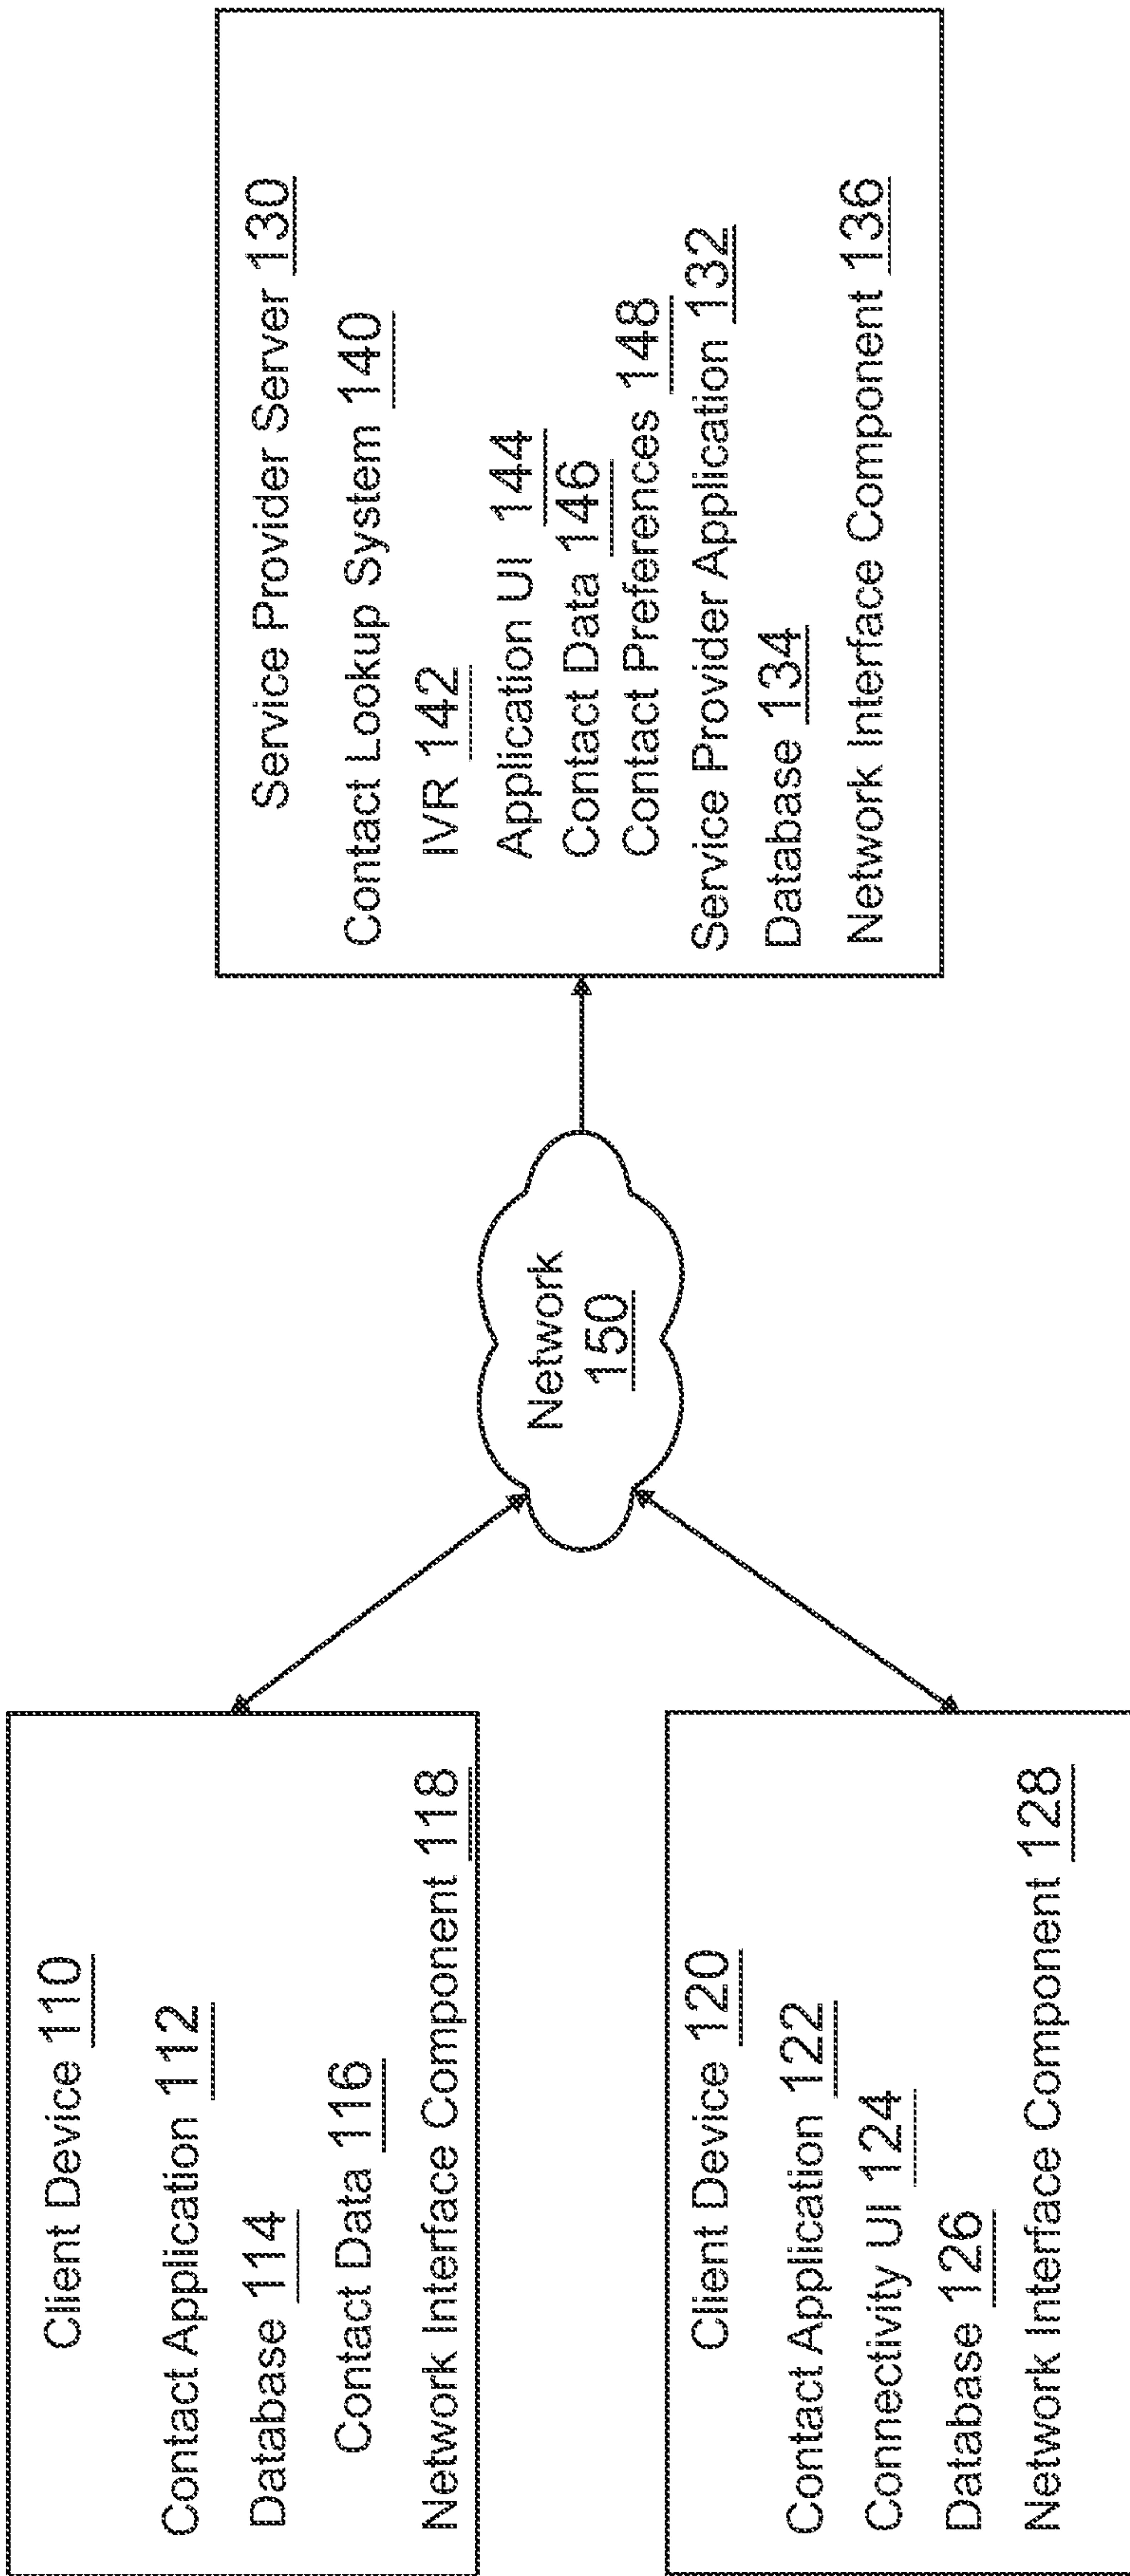 Client Device 110
Contact Application 112
Database 114
Contact Data 116
Network Interface Component 118
Client Device 120
Contact Application 122
Connectivity UI 124
Database 126
Network Interface Component 128
Network
150
Service Provider Server 130
Contact Lookup System 140
IVR 142
Application UI 144
Contact Data 146
Contact Preferences 148
Service Provider Application 132
Database 134
Network Interface Component 136